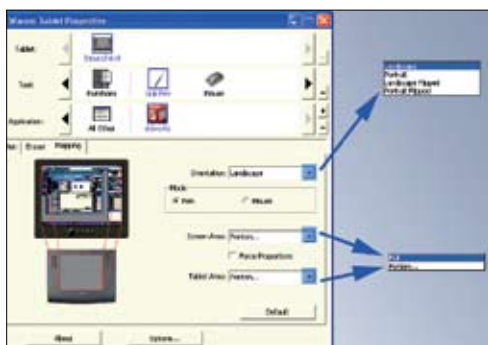 Wacom Tablet Properties
Tablet:
Tool:
Functions
Grip Pen
Mouse
Application:
All Other
Eraser
Mapping
Orientation: Landscape
Mode
Pen
Mouse
Screen Area: Portion...
Force Proportions
Tablet Area: Portion...
Default
About
Options...
Landscape
Portrait
Landscape Flipped
Portrait Flipped
Portion...